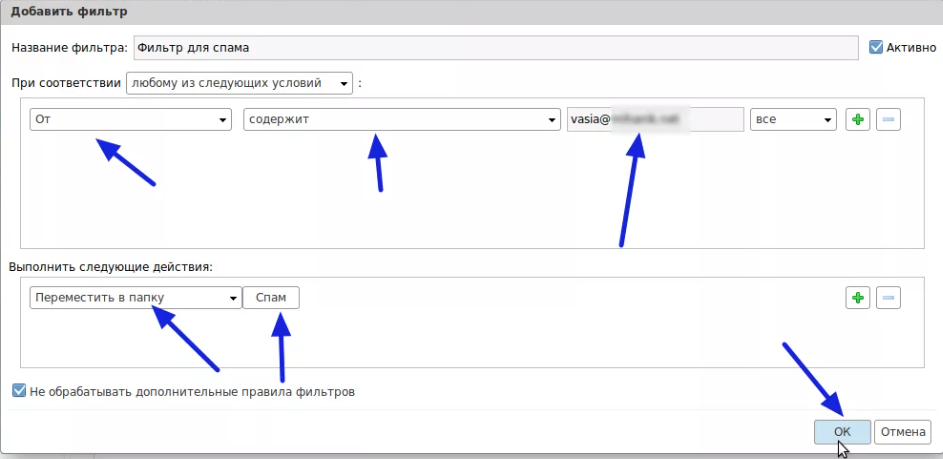 Добавить фильтр
Название фильтра: Фильтр для спама Активно
При соответствии любому из следующих условий :
От содержит vasia@ все
Выполнить следующие действия:
Переместить в папку Спам
Не обрабатывать дополнительные правила фильтров
ОК Отмена